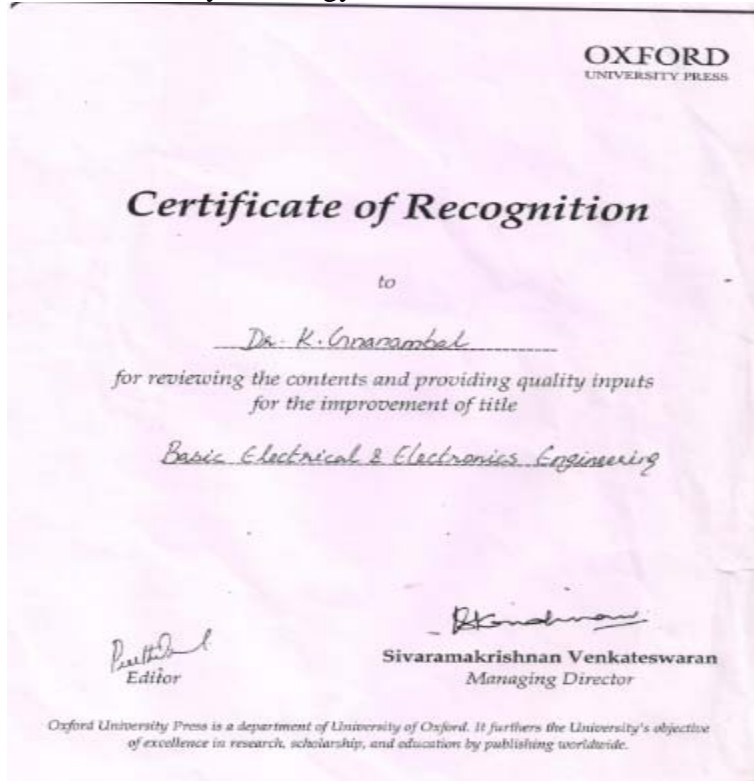 OXFORD
UNIVERSITY PRESS
Certificate of Recognition
to
Dr. K. Gnanambal
for reviewing the contents and providing quality inputs
for the improvement of title
Basic Electrical & Electronics Engineering
Editor
Sivaramakrishnan Venkateswaran
Managing Director
Oxford University Press is a department of University of Oxford. It furthers the University's objective
of excellence in research, scholarship, and education by publishing worldwide.